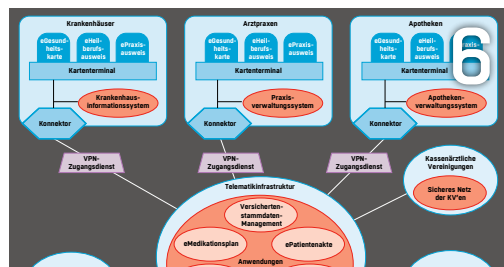 Krankenhäuser
eGesund-
heits-
karte
eHeil-
berufs-
ausweis
ePraxis-
ausweis
Kartenterminal
Krankenhaus-
informationssystem
Konnektor
Arztpraxen
eGesund-
heits-
karte
eHeil-
berufs-
ausweis
ePraxis-
ausweis
Kartenterminal
Praxis-
verwaltungssystem
Konnektor
Apotheken
eGesund-
heits-
karte
eHeil-
berufs-
ausweis
6
Kartenterminal
Apotheken-
verwaltungssystem
Konnektor
VPN-
Zugangsdienst
VPN-
Zugangsdienst
VPN-
Zugangsdienst
Kassenärztliche
Vereinigungen
Sicheres Netz
der KV'en
Telematikinfrastruktur
Versicherten-
stammdaten-
Management
eMedikationsplan
ePatientenakte
Anwendungen